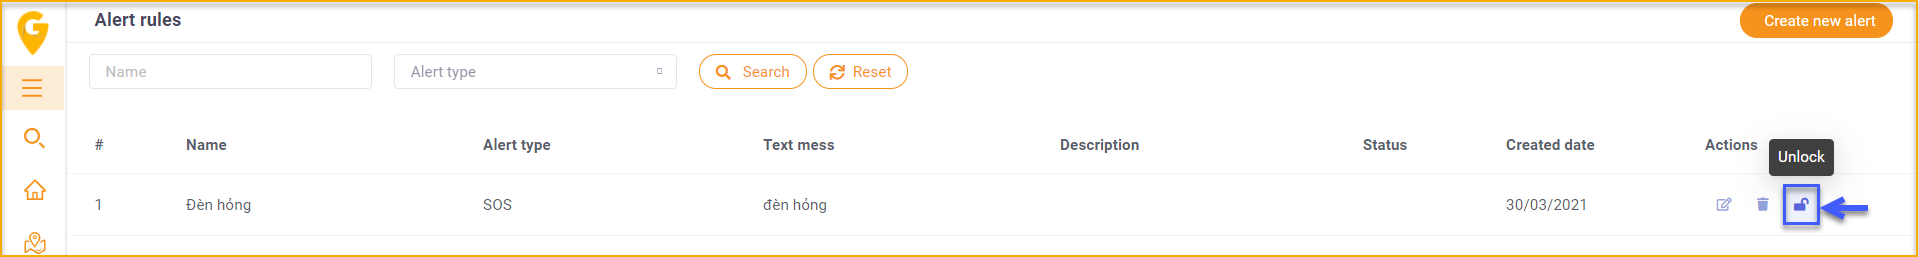 G
Alert rules
Create new alert
Name
Alert type
Search
Reset
# Name Alert type Text mess Description Status Created date Actions
Unlock
1 Đèn hỏng SOS đèn hỏng 30/03/2021